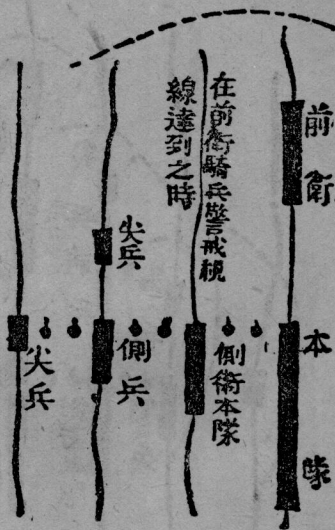 前衛
本隊
在前衛騎兵警戒視
線達到之時
側衛本隊
尖兵
側兵
尖兵